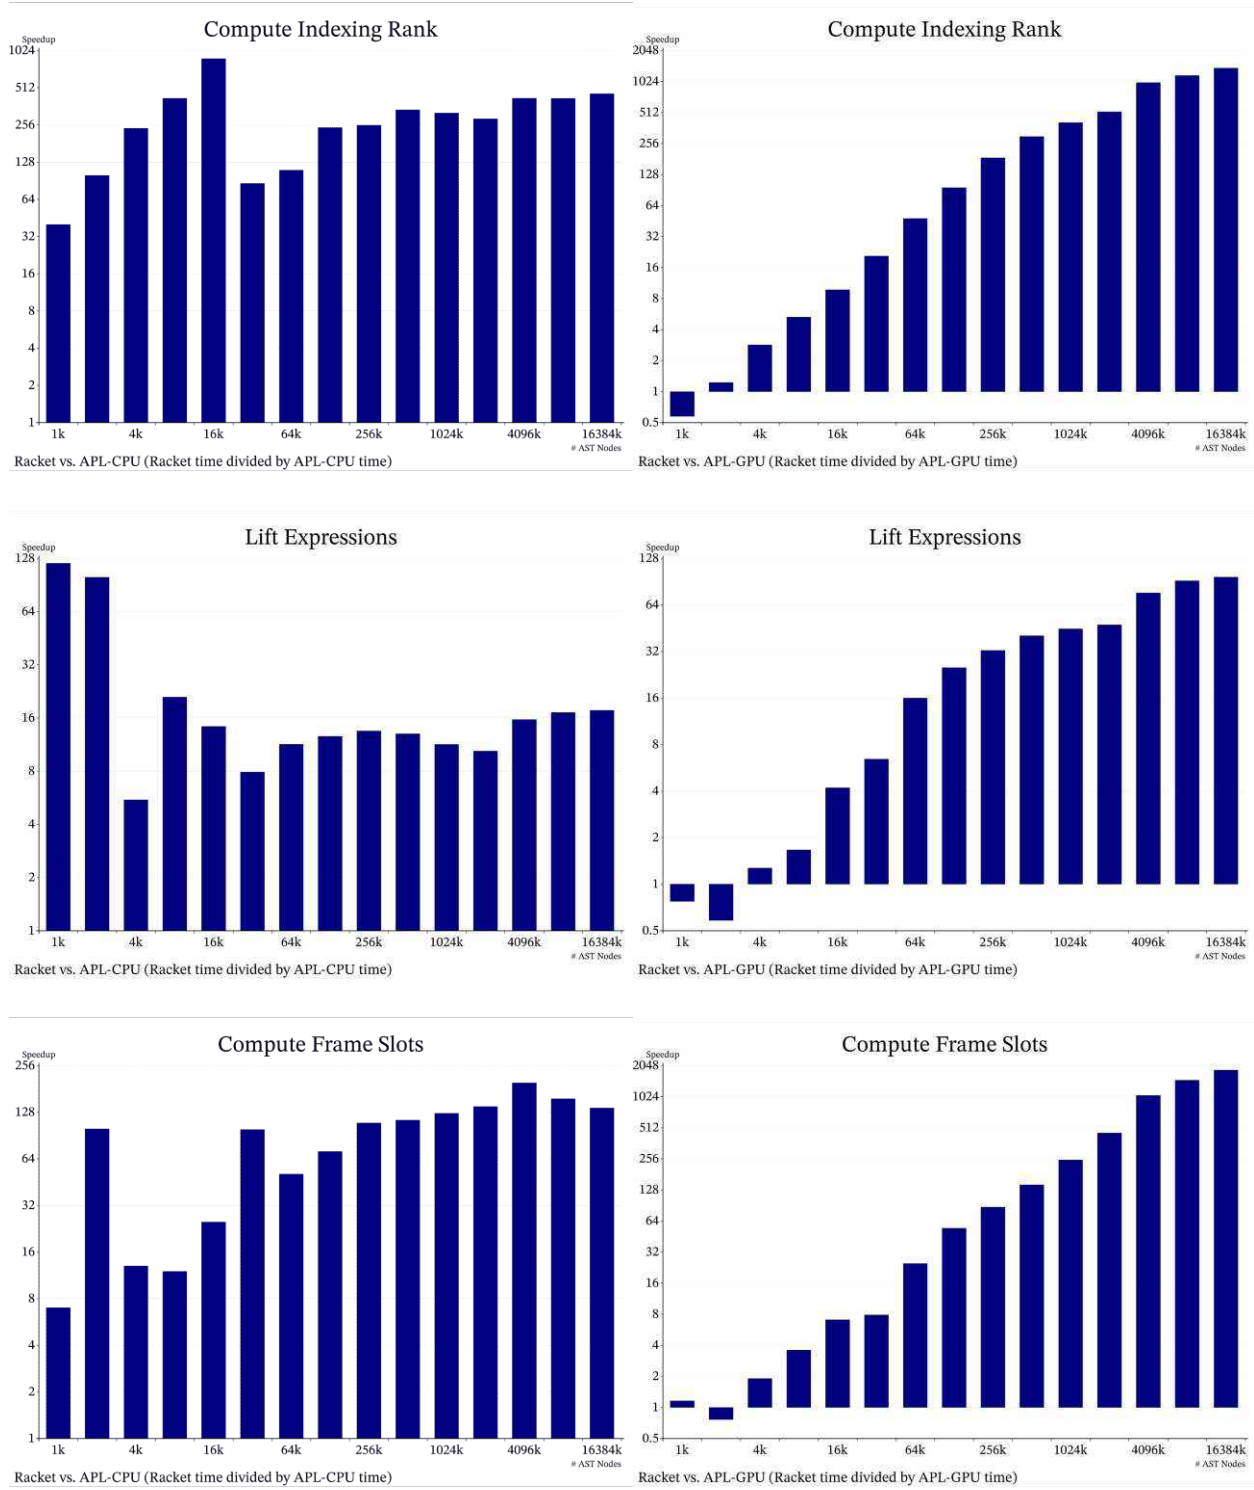 Compute Indexing Rank
Speedup
1024
512
256
128
64
32
16
8
4
2
1
1k 4k 16k 64k 256k 1024k 4096k 16384k
# AST Nodes
Racket vs. APL-CPU (Racket time divided by APL-CPU time)
Compute Indexing Rank
Speedup
2048
1024
512
256
128
64
32
16
8
4
2
1
0.5
1k 4k 16k 64k 256k 1024k 4096k 16384k
# AST Nodes
Racket vs. APL-GPU (Racket time divided by APL-GPU time)
Lift Expressions
Speedup
128
64
32
16
8
4
2
1
1k 4k 16k 64k 256k 1024k 4096k 16384k
# AST Nodes
Racket vs. APL-CPU (Racket time divided by APL-CPU time)
Lift Expressions
Speedup
128
64
32
16
8
4
2
1
0.5
1k 4k 16k 64k 256k 1024k 4096k 16384k
# AST Nodes
Racket vs. APL-GPU (Racket time divided by APL-GPU time)
Compute Frame Slots
Speedup
256
128
64
32
16
8
4
2
1
1k 4k 16k 64k 256k 1024k 4096k 16384k
# AST Nodes
Racket vs. APL-CPU (Racket time divided by APL-CPU time)
Compute Frame Slots
Speedup
2048
1024
512
256
128
64
32
16
8
4
2
1
0.5
1k 4k 16k 64k 256k 1024k 4096k 16384k
# AST Nodes
Racket vs. APL-GPU (Racket time divided by APL-GPU time)